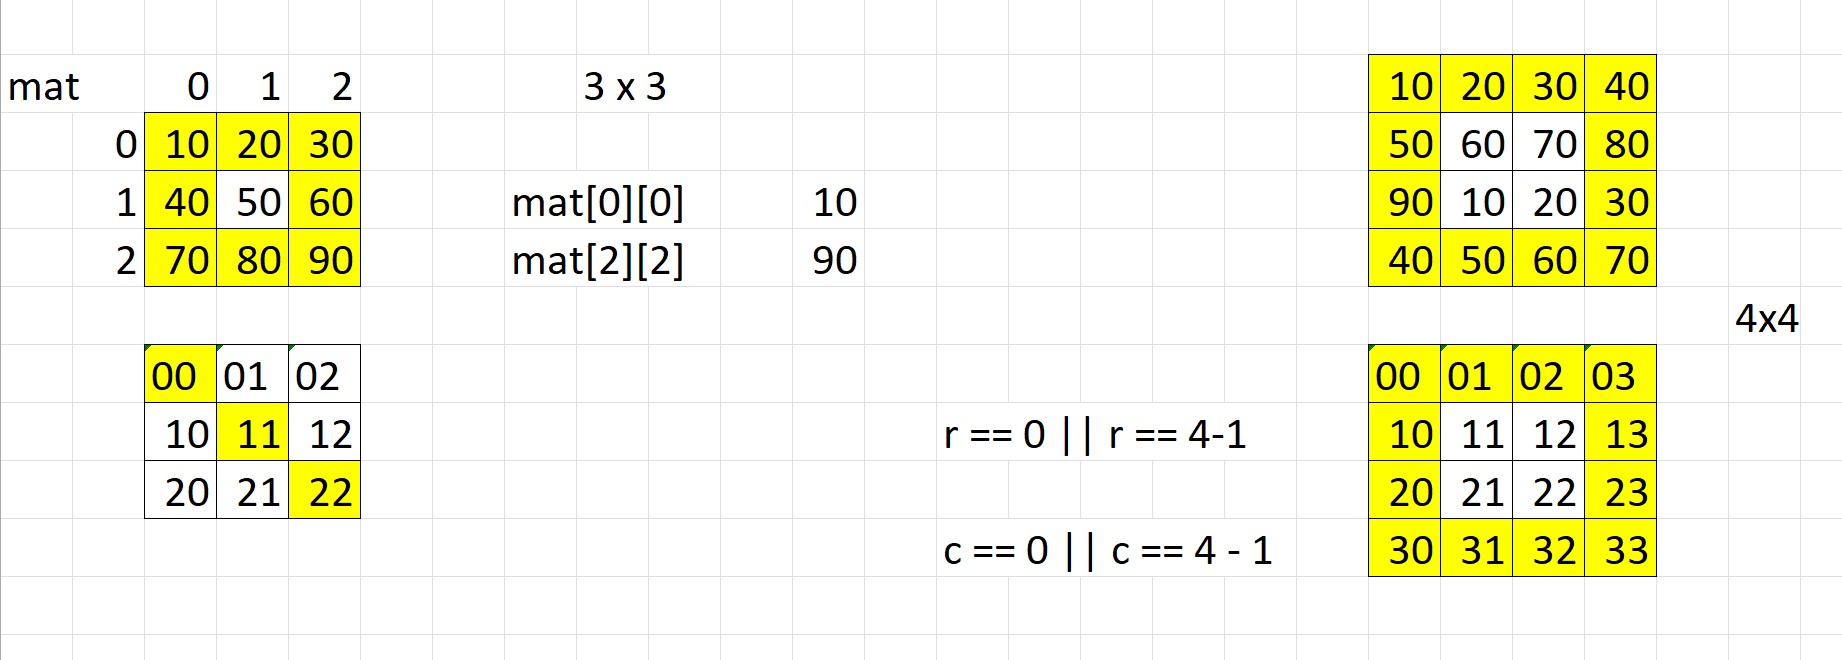 mat 0 1 2 3 x 3 10 20 30 40
0 10 20 30 50 60 70 80
1 40 50 60 mat[0][0] 10 90 10 20 30
2 70 80 90 mat[2][2] 90 40 50 60 70
4x4
00 01 02 00 01 02 03
10 11 12 r == 0 || r == 4-1 10 11 12 13
20 21 22 20 21 22 23
c == 0 || c == 4 - 1 30 31 32 33